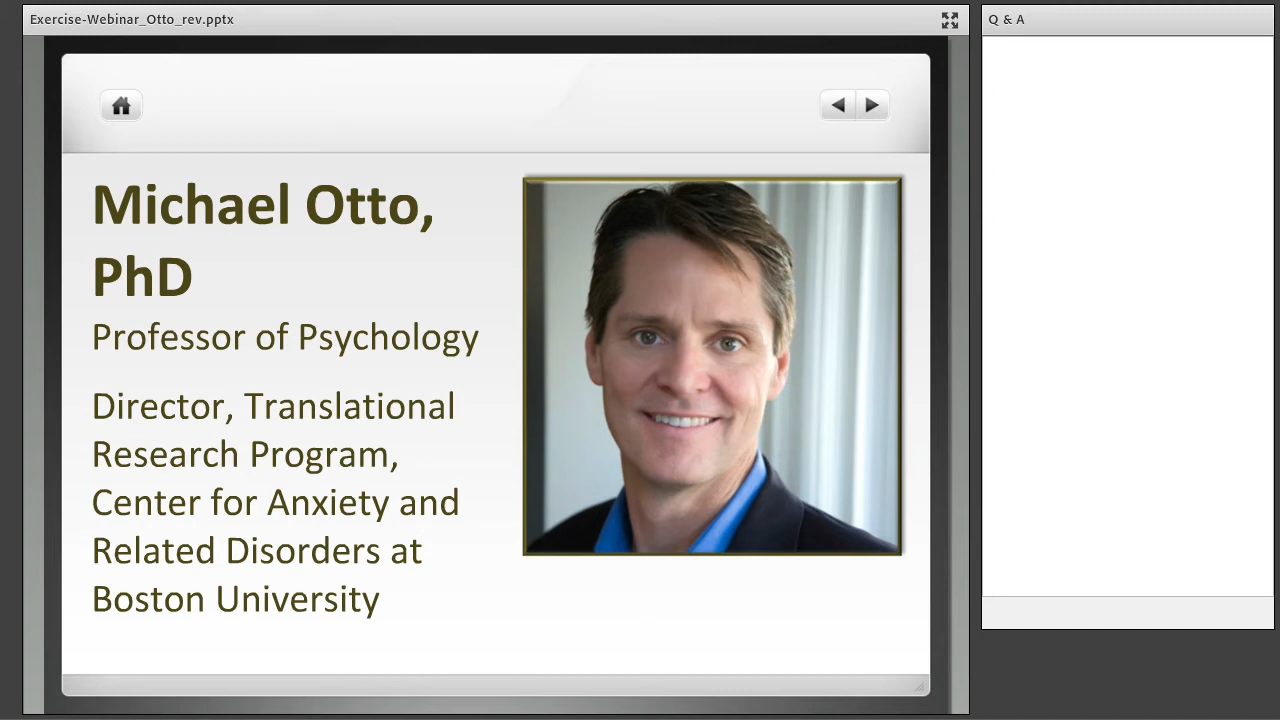 Exercise-Webinar_Otto_rev.pptx
Q & A
Michael Otto,
PhD
Professor of Psychology
Director, Translational
Research Program,
Center for Anxiety and
Related Disorders at
Boston University